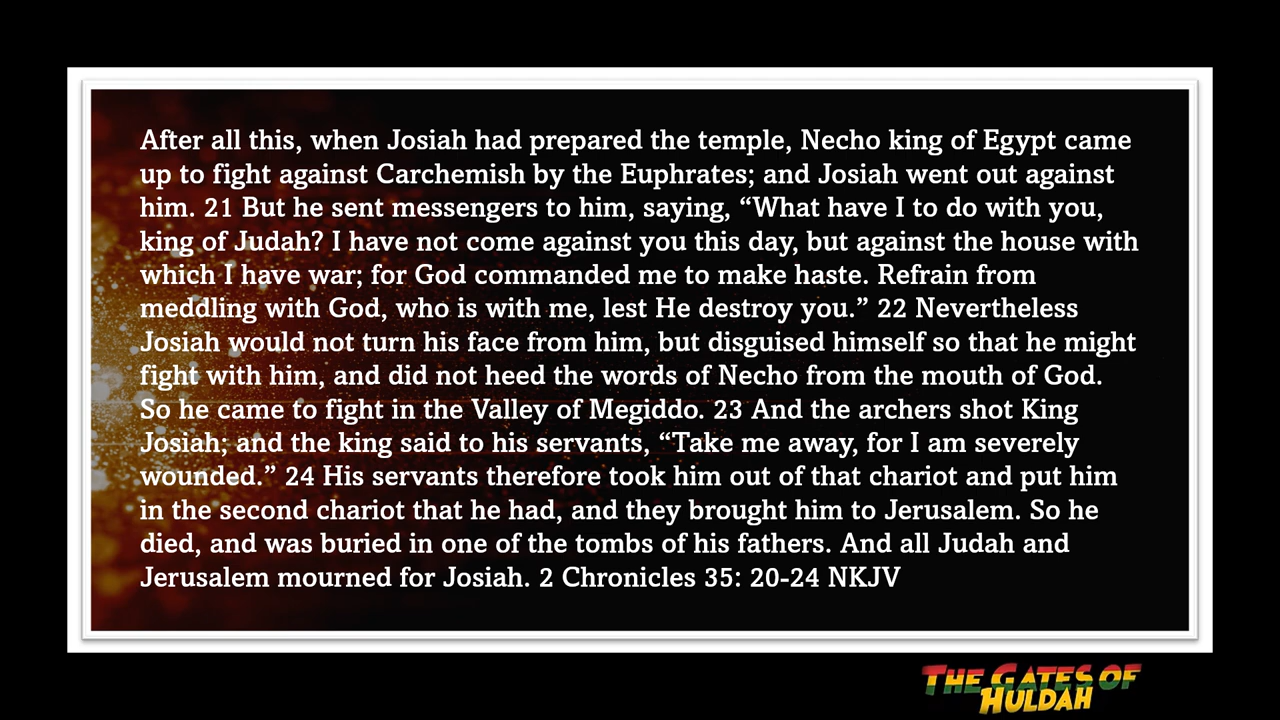 After all this, when Josiah had prepared the temple, Necho king of Egypt came
up to fight against Carchemish by the Euphrates; and Josiah went out against
him. 21 But he sent messengers to him, saying, “What have I to do with you,
king of Judah? I have not come against you this day, but against the house with
which I have war; for God commanded me to make haste. Refrain from
meddling with God, who is with me, lest He destroy you.” 22 Nevertheless
Josiah would not turn his face from him, but disguised himself so that he might
fight with him, and did not heed the words of Necho from the mouth of God.
So he came to fight in the Valley of Megiddo. 23 And the archers shot King
Josiah; and the king said to his servants, “Take me away, for I am severely
wounded.” 24 His servants therefore took him out of that chariot and put him
in the second chariot that he had, and they brought him to Jerusalem. So he
died, and was buried in one of the tombs of his fathers. And all Judah and
Jerusalem mourned for Josiah. 2 Chronicles 35: 20-24 NKJV
THE GATES OF
HULDAH